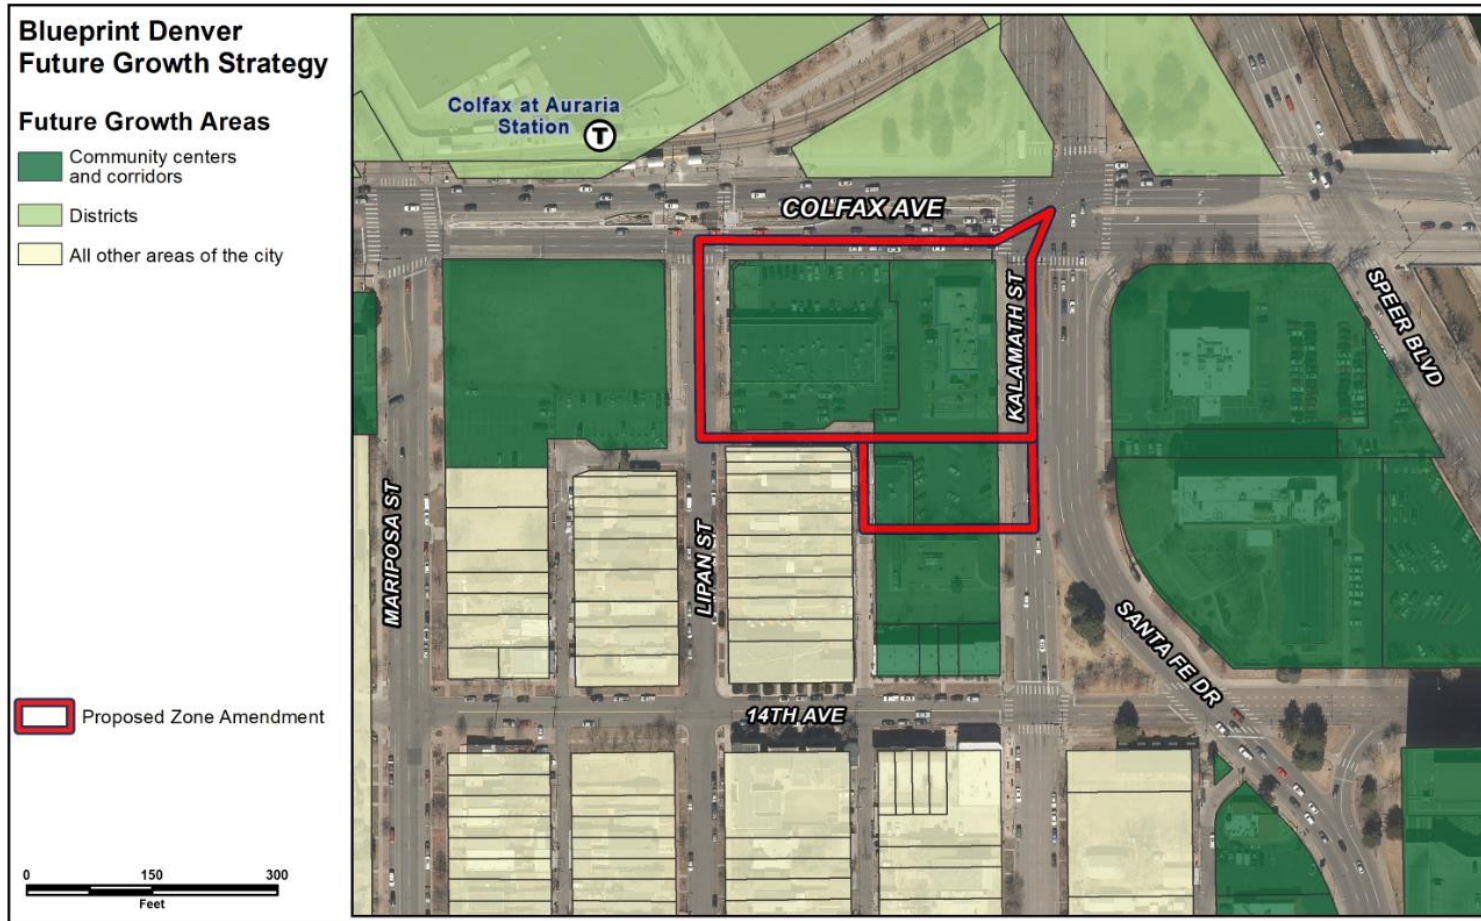 Blueprint Denver
Future Growth Strategy
Future Growth Areas
Community centers
and corridors
Districts
All other areas of the city
Proposed Zone Amendment
0 150 300
Feet
Colfax at Auraria
Station T
COLFAX AVE
KALAMATH ST
SPEER BLVD
MARIPOSA ST
LIPAN ST
SANTA FE DR
14TH AVE